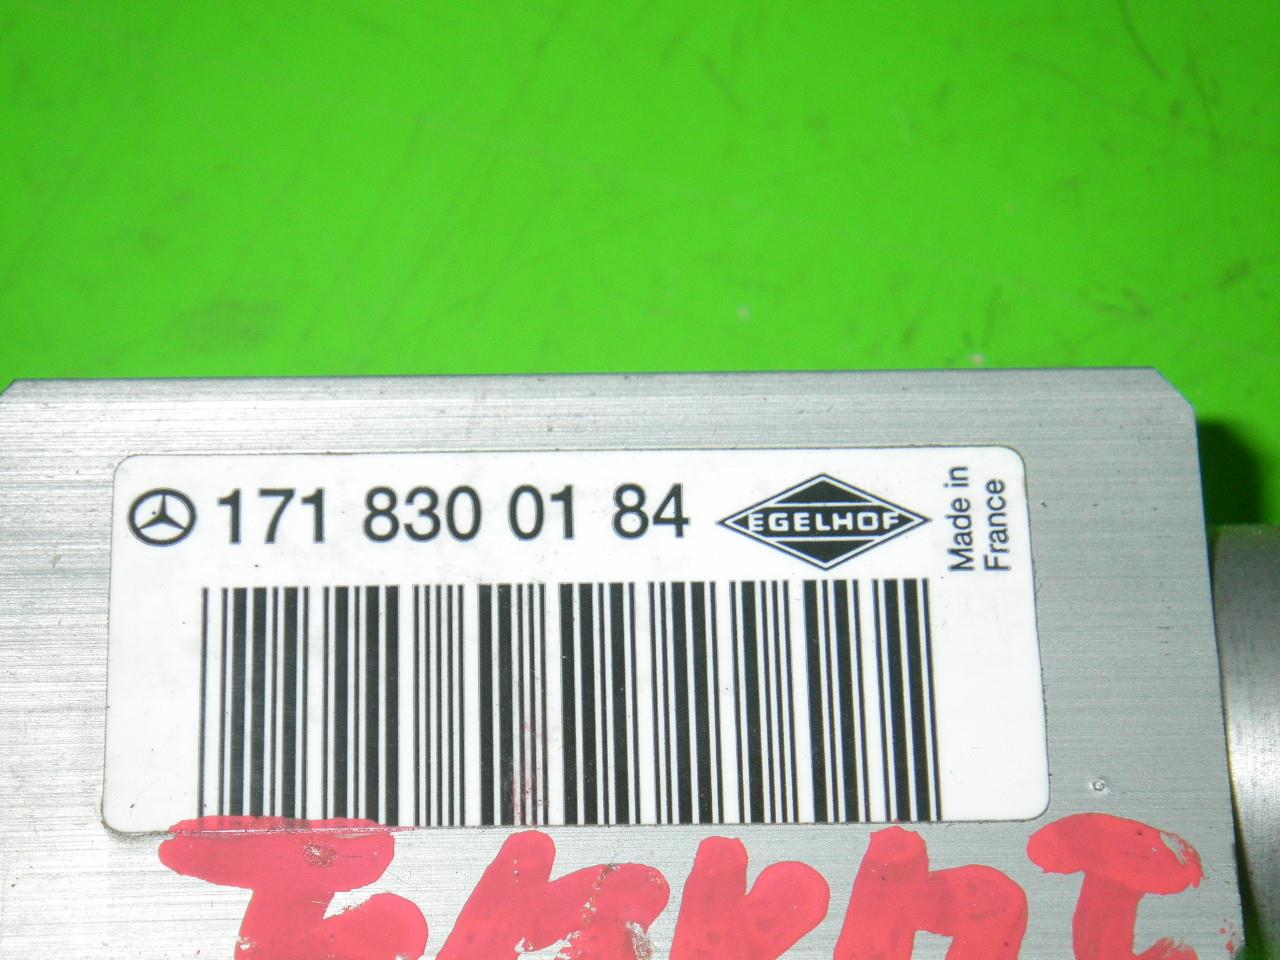 171 830 01 84
EGELHOF
Made in
France